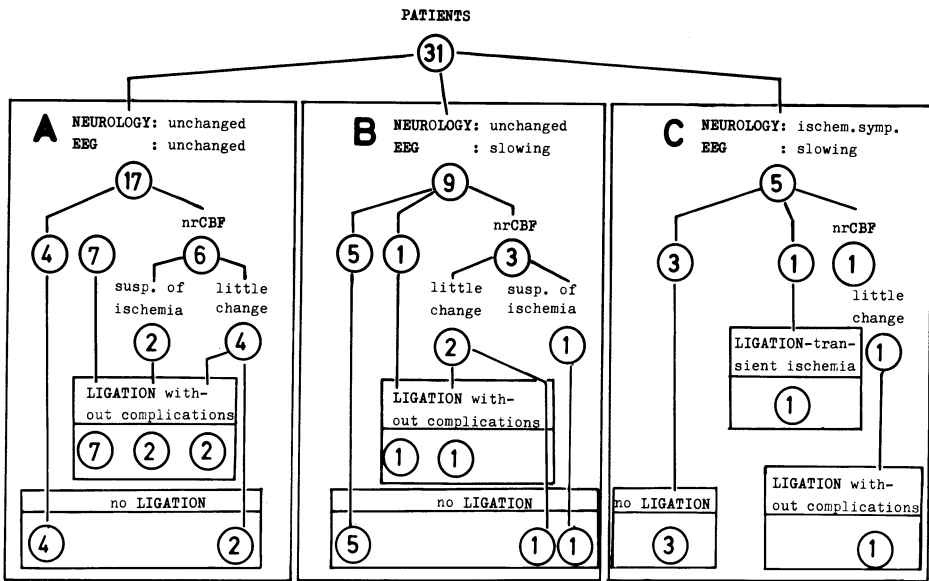 PATIENTS
31
A
NEUROLOGY: unchanged
EEG : unchanged
17
nrCBF
4 7 6
susp. of little
ischemia change
2 4
LIGATION with-
out complications
7 2 2
no LIGATION
4 2
B
NEUROLOGY: unchanged
EEG : slowing
9
nrCBF
5 1 3
little susp. of
change ischemia
2 1
LIGATION with-
out complications
1 1
no LIGATION
5 1 1
C
NEUROLOGY: ischem.symp.
EEG : slowing
5
nrCBF
3 1 1
little
change
LIGATION-tran-
sient ischemia
1
1
LIGATION with-
out complications
1
no LIGATION
3